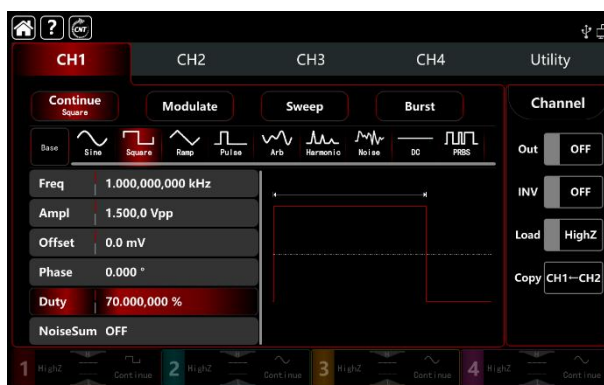 ? CNT
CH1 CH2 CH3 CH4 Utility
Continue Square Modulate Sweep Burst Channel
Base Sine Square Ramp Pulse Arb Harmonic Noise DC PRBS
Out OFF
Freq 1.000,000,000 kHz
INV OFF
Ampl 1.500,0 Vpp
Offset 0.0 mV
Load HighZ
Phase 0.000 °
Copy CH1←CH2
Duty 70.000,000 %
NoiseSum OFF
1 HighZ Continue 2 HighZ Continue 3 HighZ Continue 4 HighZ Continue